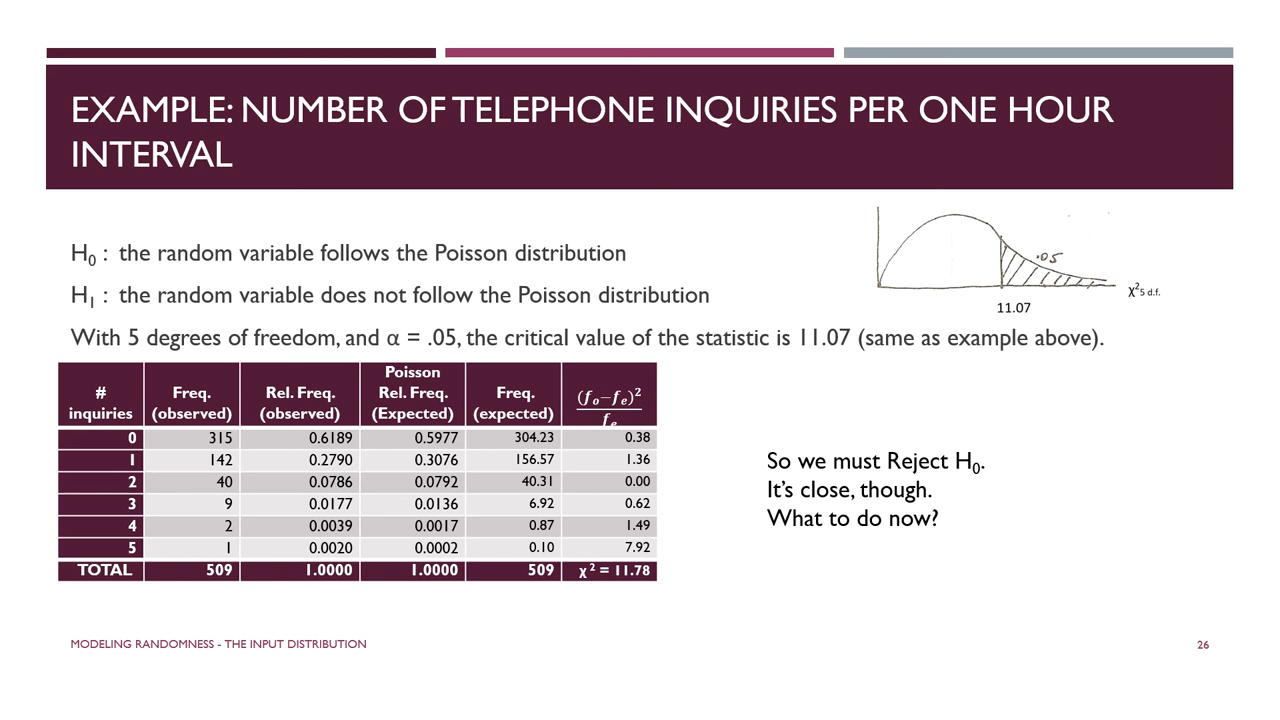 EXAMPLE: NUMBER OF TELEPHONE INQUIRIES PER ONE HOUR
INTERVAL
H₀ : the random variable follows the Poisson distribution
H₁ : the random variable does not follow the Poisson distribution
With 5 degrees of freedom, and α = .05, the critical value of the statistic is 11.07 (same as example above).
.05
11.07
χ²5 d.f.
# inquiries | Freq. (observed) | Rel. Freq. (observed) | Poisson Rel. Freq. (Expected) | Freq. (expected) | (fₒ−fₑ)² / fₑ
0 | 315 | 0.6189 | 0.5977 | 304.23 | 0.38
1 | 142 | 0.2790 | 0.3076 | 156.57 | 1.36
2 | 40 | 0.0786 | 0.0792 | 40.31 | 0.00
3 | 9 | 0.0177 | 0.0136 | 6.92 | 0.62
4 | 2 | 0.0039 | 0.0017 | 0.87 | 1.49
5 | 1 | 0.0020 | 0.0002 | 0.10 | 7.92
TOTAL | 509 | 1.0000 | 1.0000 | 509 | χ² = 11.78
So we must Reject H₀.
It's close, though.
What to do now?
MODELING RANDOMNESS - THE INPUT DISTRIBUTION
26